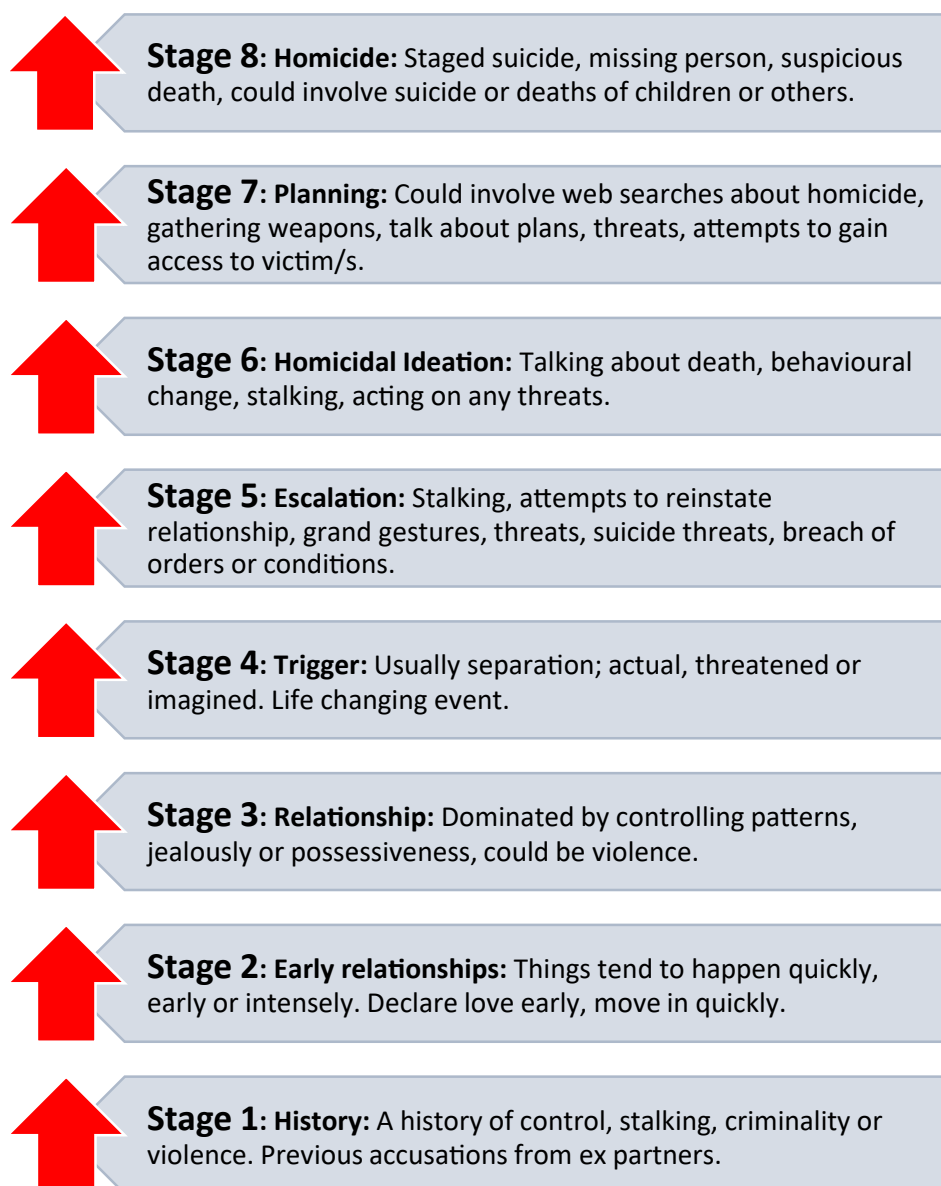 Stage 8: Homicide: Staged suicide, missing person, suspicious
death, could involve suicide or deaths of children or others.
Stage 7: Planning: Could involve web searches about homicide,
gathering weapons, talk about plans, threats, attempts to gain
access to victim/s.
Stage 6: Homicidal Ideation: Talking about death, behavioural
change, stalking, acting on any threats.
Stage 5: Escalation: Stalking, attempts to reinstate
relationship, grand gestures, threats, suicide threats, breach of
orders or conditions.
Stage 4: Trigger: Usually separation; actual, threatened or
imagined. Life changing event.
Stage 3: Relationship: Dominated by controlling patterns,
jealously or possessiveness, could be violence.
Stage 2: Early relationships: Things tend to happen quickly,
early or intensely. Declare love early, move in quickly.
Stage 1: History: A history of control, stalking, criminality or
violence. Previous accusations from ex partners.